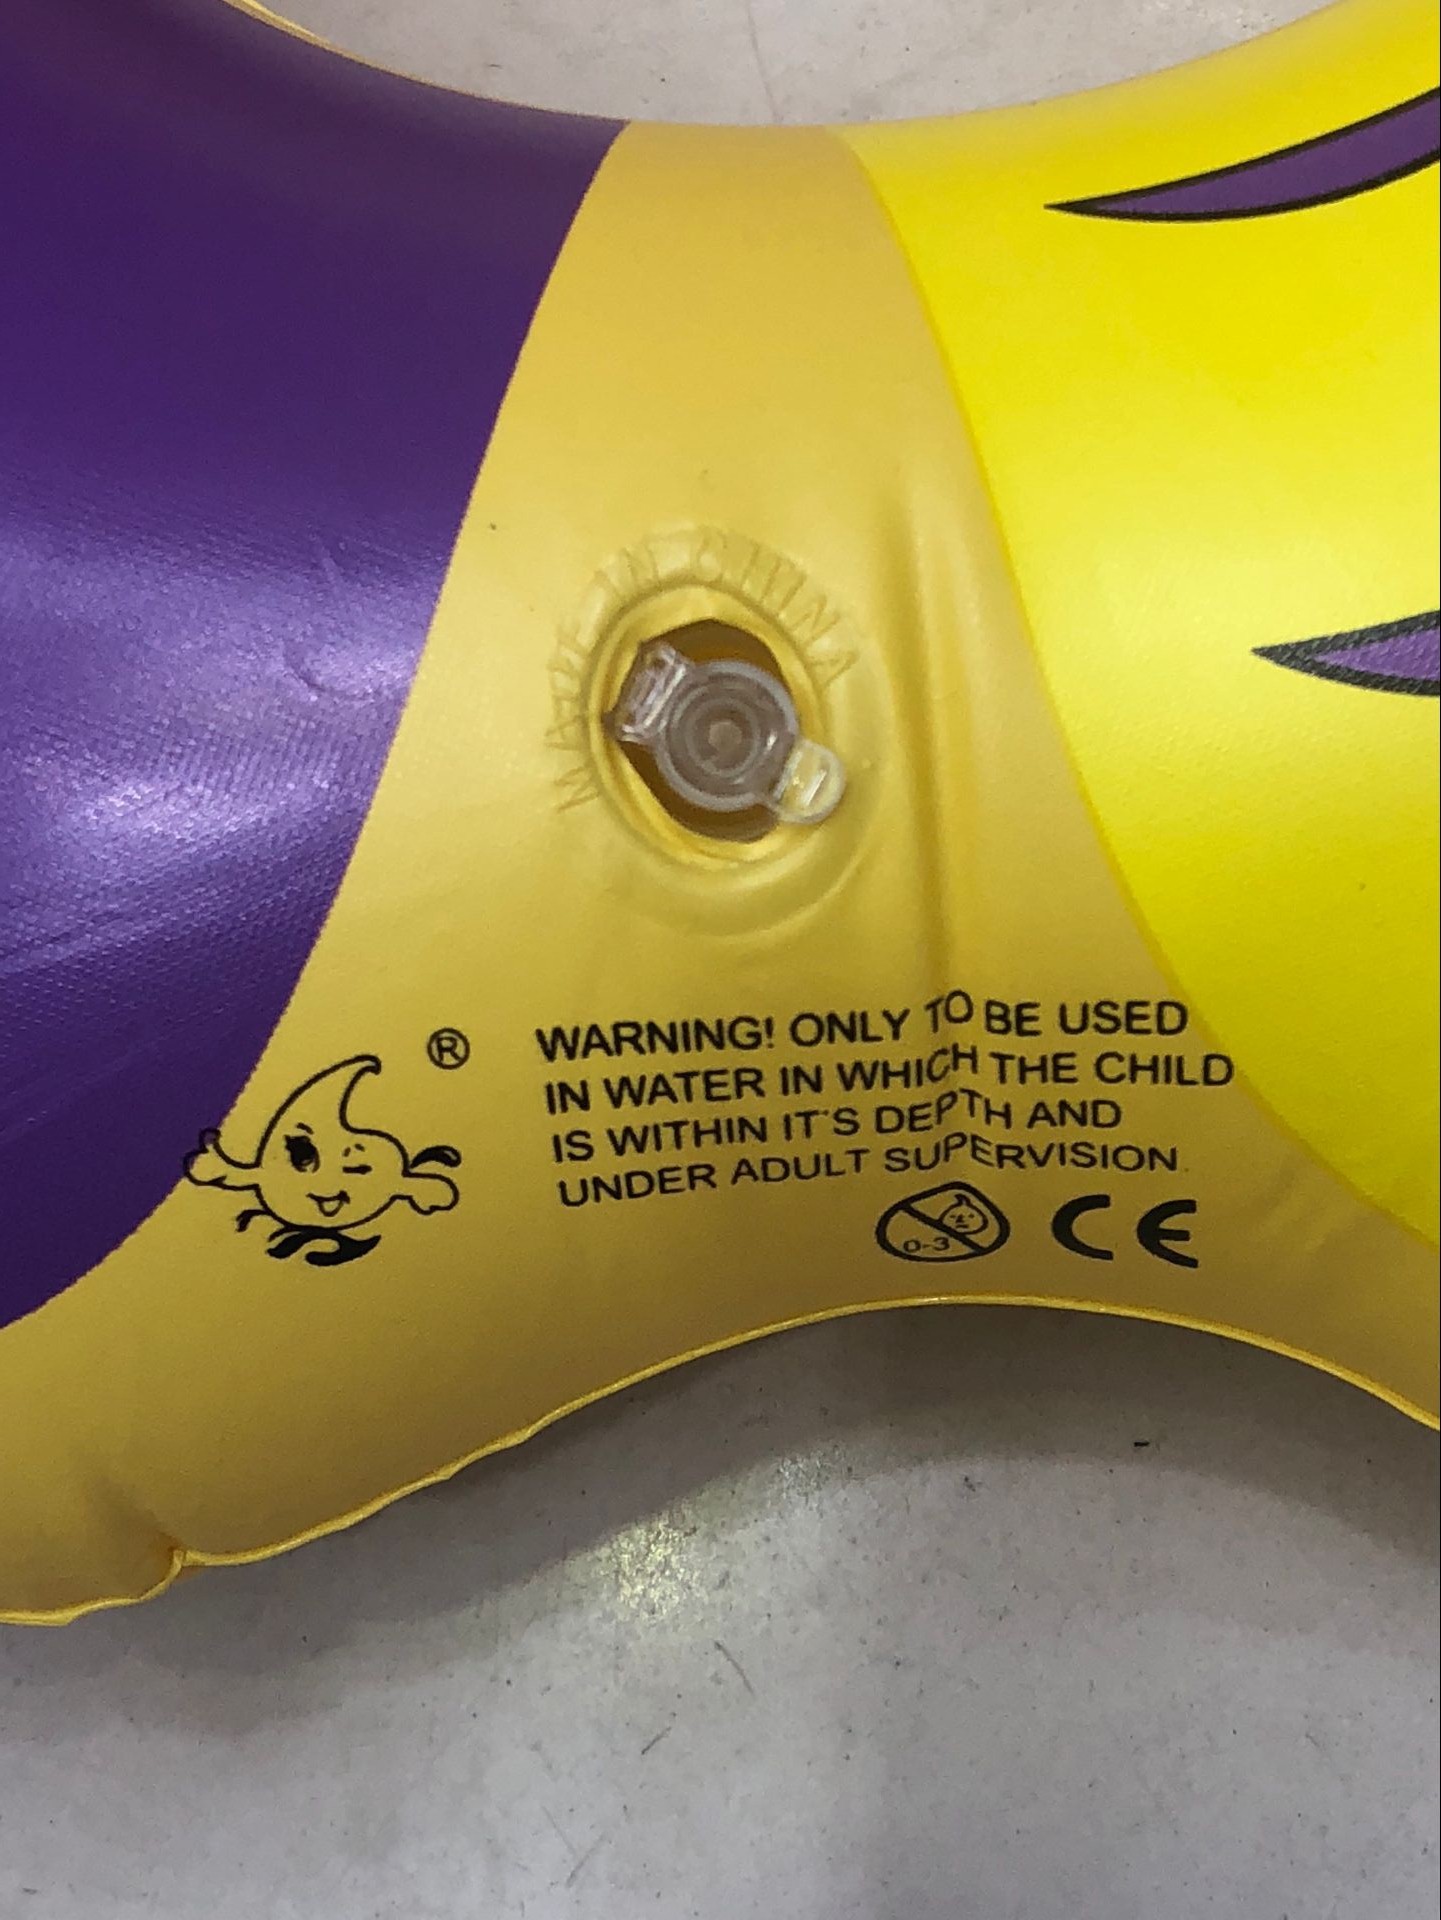 MADE IN CHINA
®
WARNING! ONLY TO BE USED
IN WATER IN WHICH THE CHILD
IS WITHIN IT'S DEPTH AND
UNDER ADULT SUPERVISION.
0-3
CE